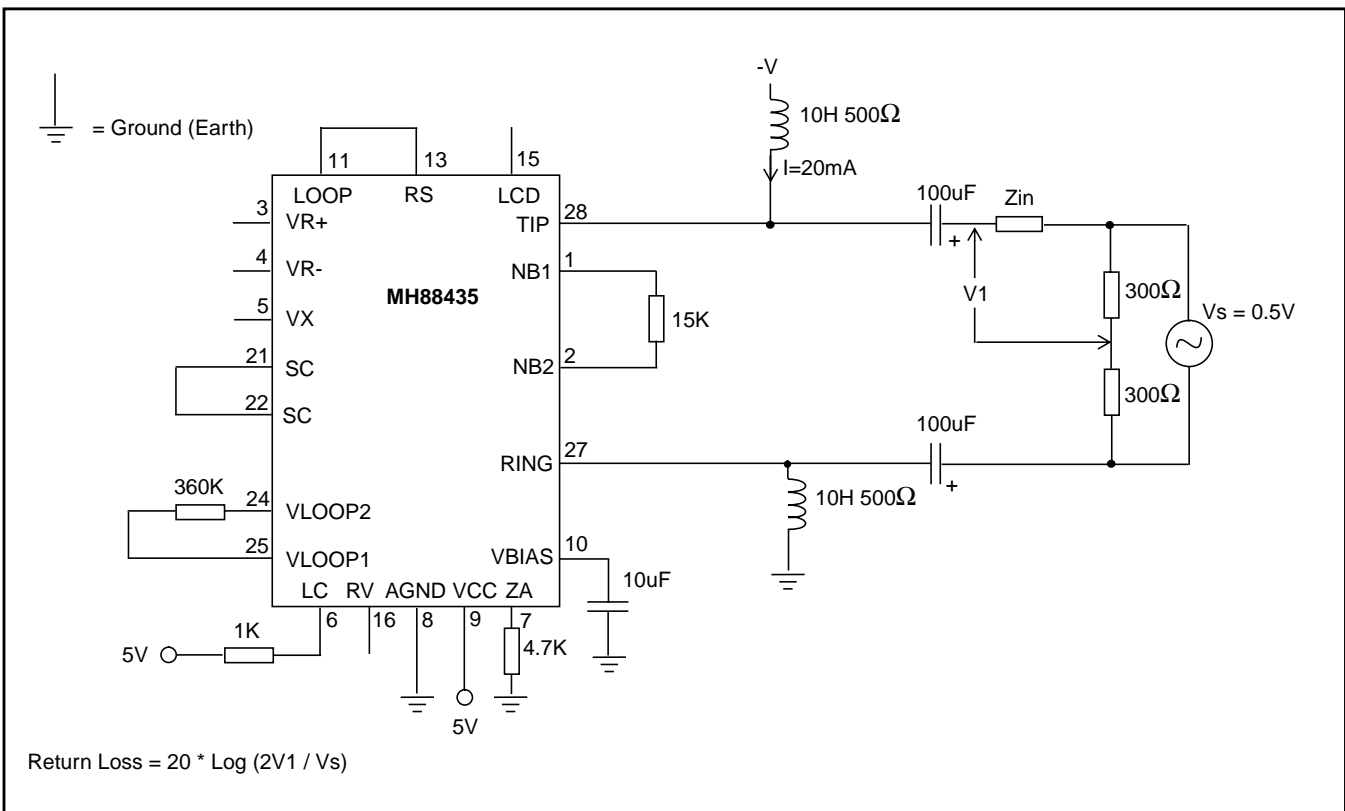 -V
10H 500Ω
= Ground (Earth)
I=20mA
11
13
15
LOOP
RS
LCD
100uF
Zin
3
VR+
TIP
28
+
4
VR-
NB1
1
MH88435
300Ω
V1
5
VX
15K
Vs = 0.5V
21
SC
NB2
2
22
SC
300Ω
100uF
RING
27
360K
24
VLOOP2
10H 500Ω
+
25
VLOOP1
VBIAS
10
10uF
LC
RV
AGND
VCC
ZA
6
16
8
9
7
1K
4.7K
5V
5V
Return Loss = 20 * Log (2V1 / Vs)